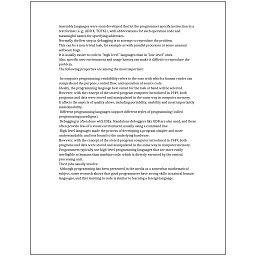 Assembly languages were soon developed that let the programmer specify instruction in a
text format (e.g., ADD X, TOTAL), with abbreviations for each operation code and
meaningful names for specifying addresses.
Normally the first step in debugging is to attempt to reproduce the problem.
This can be a non-trivial task, for example as with parallel processes or some unusual
software bugs.
It is usually easier to code in "high-level" languages than in "low-level" ones.
Also, specific user environment and usage history can make it difficult to reproduce the
problem.
The following properties are among the most important:
In computer programming, readability refers to the ease with which a human reader can
comprehend the purpose, control flow, and operation of source code.
Ideally, the programming language best suited for the task at hand will be selected.
However, with the concept of the stored-program computer introduced in 1949, both
programs and data were stored and manipulated in the same way in computer memory.
It affects the aspects of quality above, including portability, usability and most importantly
maintainability.
Different programming languages support different styles of programming (called
programming paradigms).
Debugging is often done with IDEs. Standalone debuggers like GDB are also used, and these
often provide less of a visual environment, usually using a command line.
High-level languages made the process of developing a program simpler and more
understandable, and less bound to the underlying hardware.
However, with the concept of the stored-program computer introduced in 1949, both
programs and data were stored and manipulated in the same way in computer memory.
Programmers typically use high-level programming languages that are more easily
intelligible to humans than machine code, which is directly executed by the central
processing unit.
Their jobs usually involve:
Although programming has been presented in the media as a somewhat mathematical
subject, some research shows that good programmers have strong skills in natural human
languages, and that learning to code is similar to learning a foreign language.